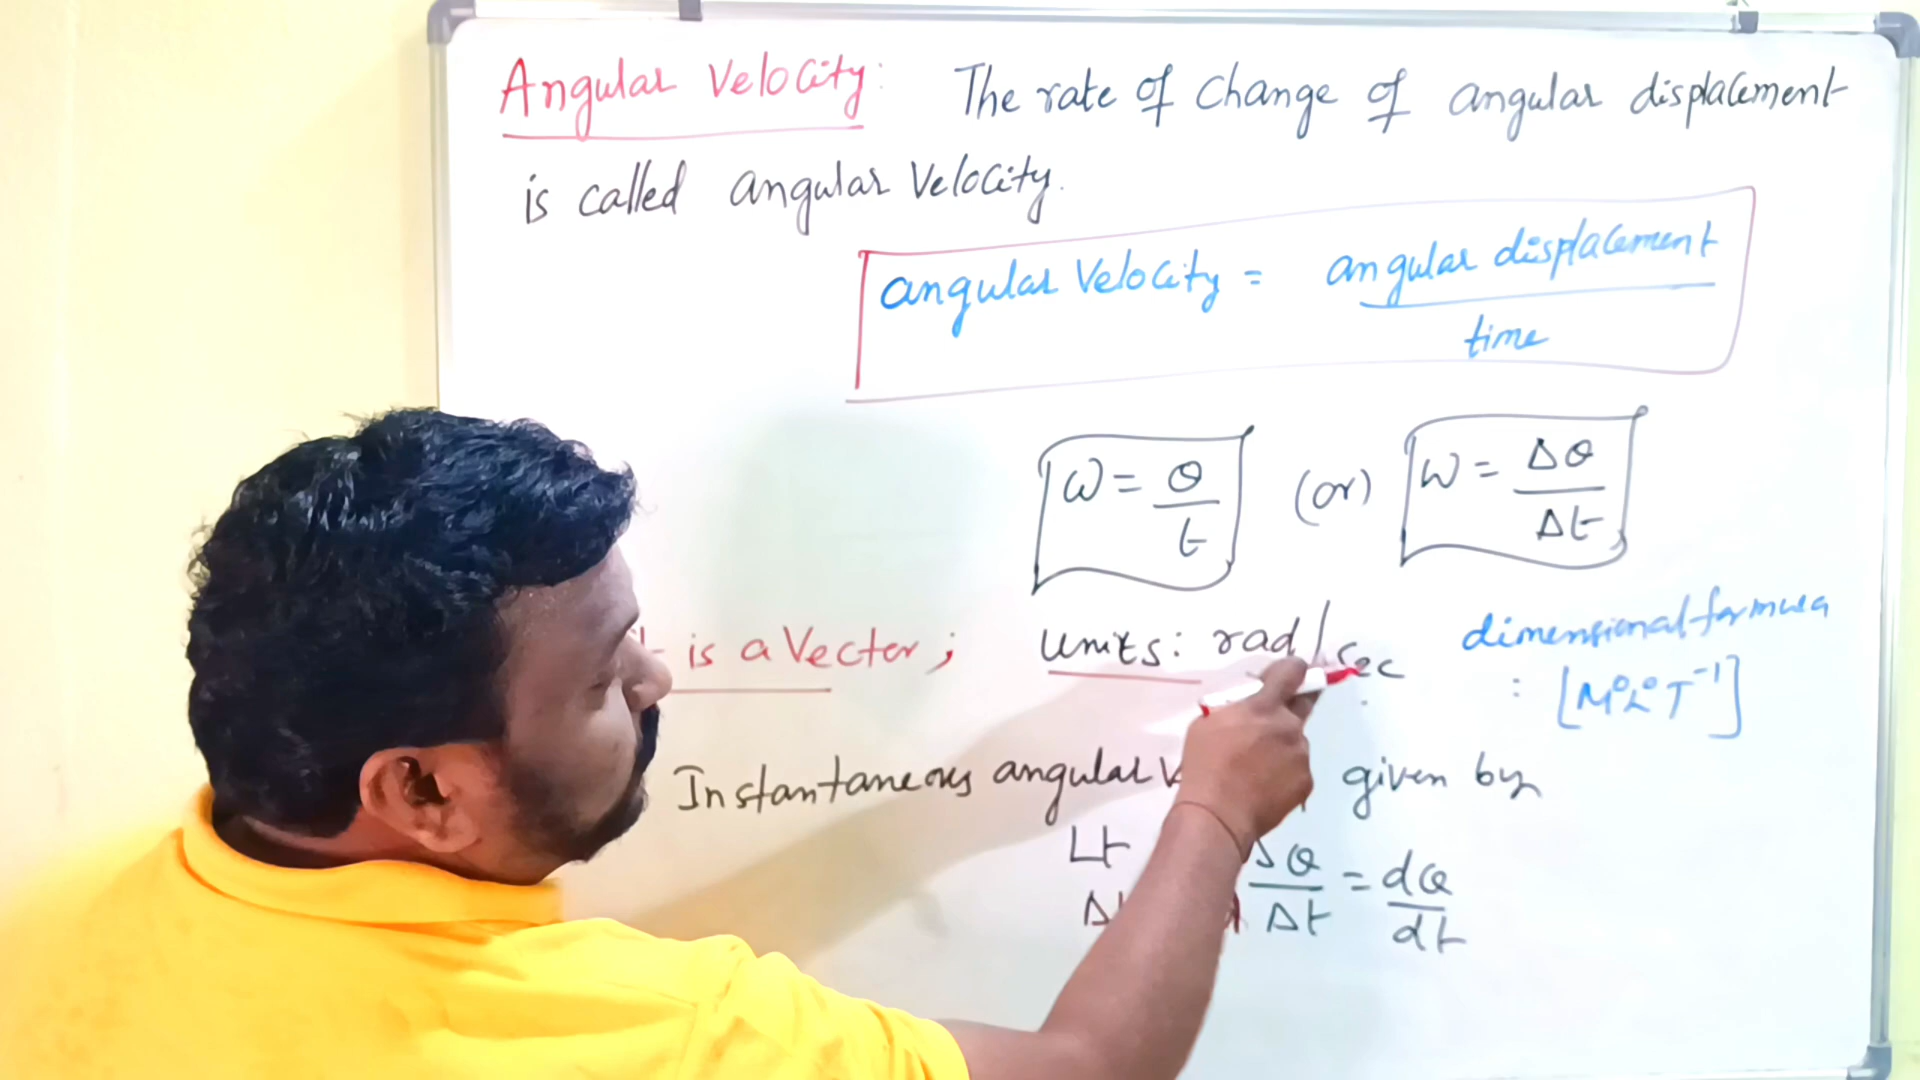 Angular Velocity: The rate of change of angular displacement
is called angular velocity.
angular velocity = angular displacement
time
ω = θ
t
(or)
ω = Δθ
Δt
is a Vector; Units: rad/sec
dimensional formula
: [M⁰L⁰T⁻¹]
Instantaneous angular given by
Lt Δθ = dθ
Δt dt